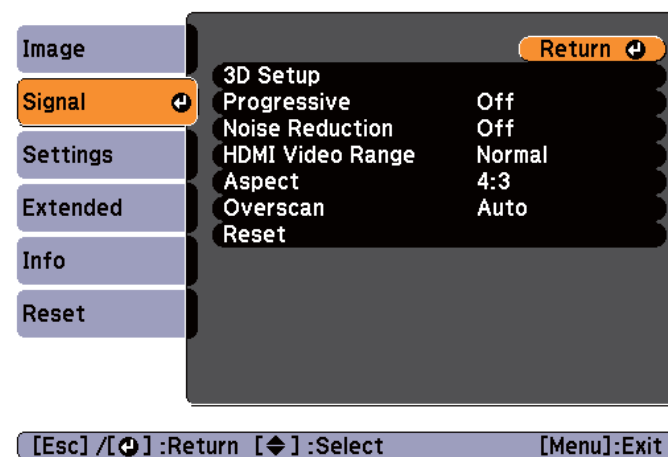 Image
Signal
Settings
Extended
Info
Reset
Return
3D Setup
Progressive Off
Noise Reduction Off
HDMI Video Range Normal
Aspect 4:3
Overscan Auto
Reset
[Esc] /[⏎] :Return [◆] :Select [Menu]:Exit